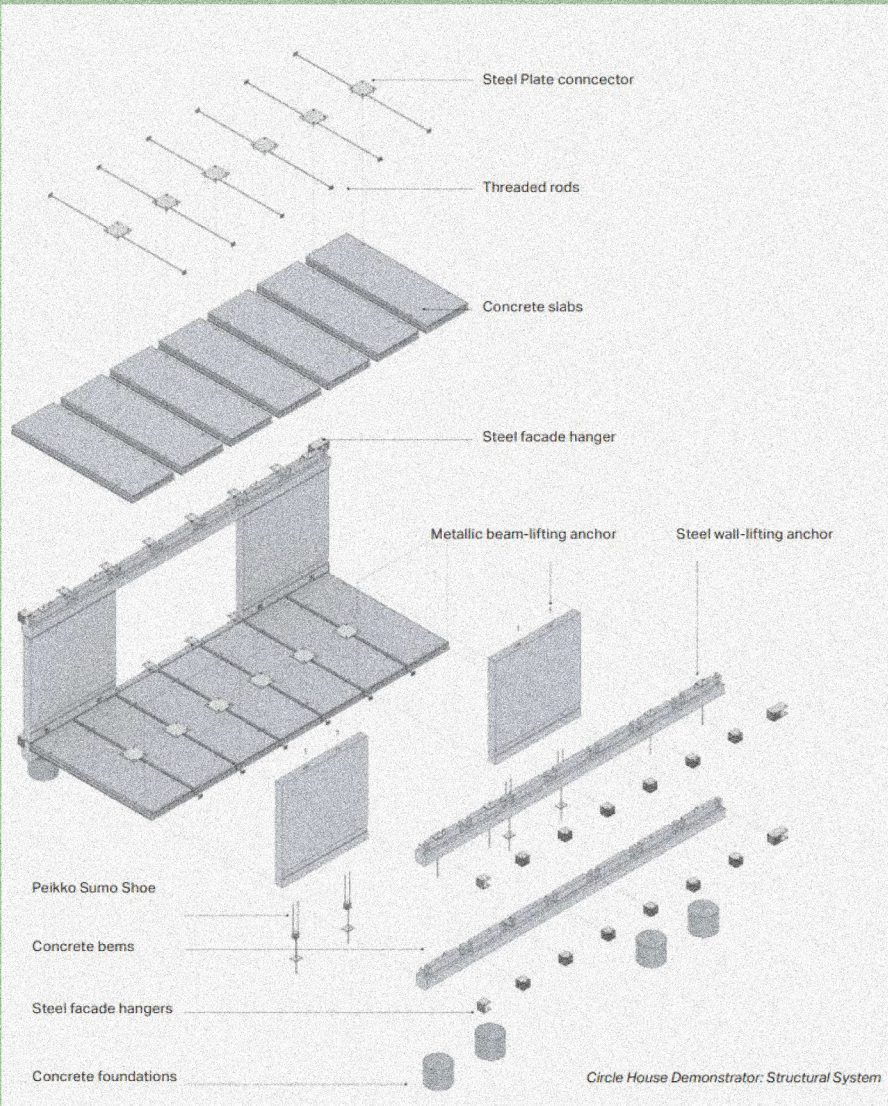 Steel Plate conncector
Threaded rods
Concrete slabs
Steel facade hanger
Metallic beam-lifting anchor
Steel wall-lifting anchor
Peikko Sumo Shoe
Concrete bems
Steel facade hangers
Concrete foundations
Circle House Demonstrator: Structural System